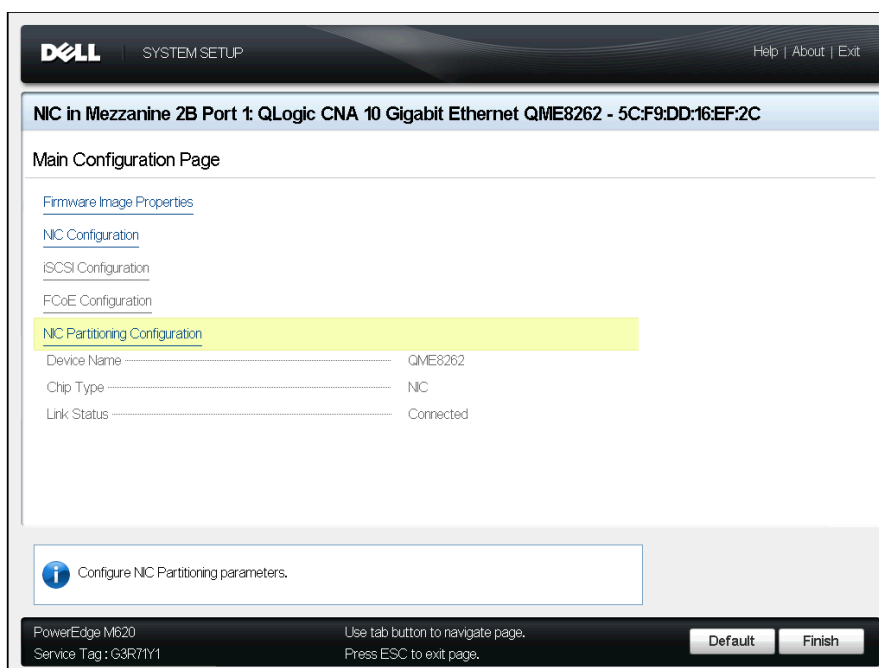 DELL SYSTEM SETUP Help | About | Exit
NIC in Mezzanine 2B Port 1: QLogic CNA 10 Gigabit Ethernet QME8262 - 5C:F9:DD:16:EF:2C
Main Configuration Page
Firmware Image Properties
NIC Configuration
iSCSI Configuration
FCoE Configuration
NIC Partitioning Configuration
Device Name QME8262
Chip Type NIC
Link Status Connected
i Configure NIC Partitioning parameters.
PowerEdge M620 Use tab button to navigate page.
Service Tag : G3R71Y1 Press ESC to exit page.
Default Finish